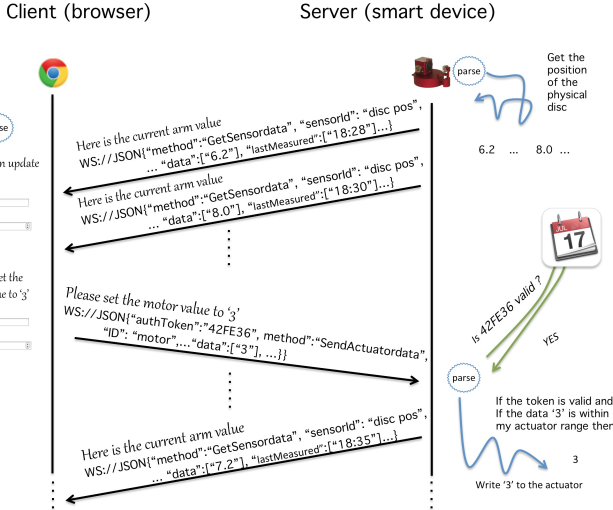 Client (browser)
Server (smart device)
parse
Get the
position
of the
physical
disc
6.2 ... 8.0 ...
se
n update
Here is the current arm value
WS://JSON{“method”:“GetSensordata”, “sensorId”: “disc pos”,
... “data”:[“6.2”], “lastMeasured”:[“18:28”]...}
Here is the current arm value
WS://JSON{“method”:“GetSensordata”, “sensorId”: “disc pos”,
... “data”:[“8.0”], “lastMeasured”:[“18:30”]...}
JUL
17
et the
e to ‘3’
Please set the motor value to ‘3’
WS://JSON{“authToken”:“42FE36”, method”:“SendActuatordata”,
“ID”: “motor”,...“data”:[“3”], ...}}
Is 42FE36 valid ?
YES
parse
If the token is valid and
If the data ‘3’ is within
my actuator range then
3
Write ‘3’ to the actuator
Here is the current arm value
WS://JSON{“method”:“GetSensordata”, “sensorId”: “disc pos”,
... “data”:[“7.2”], “lastMeasured”:[“18:35”]...}